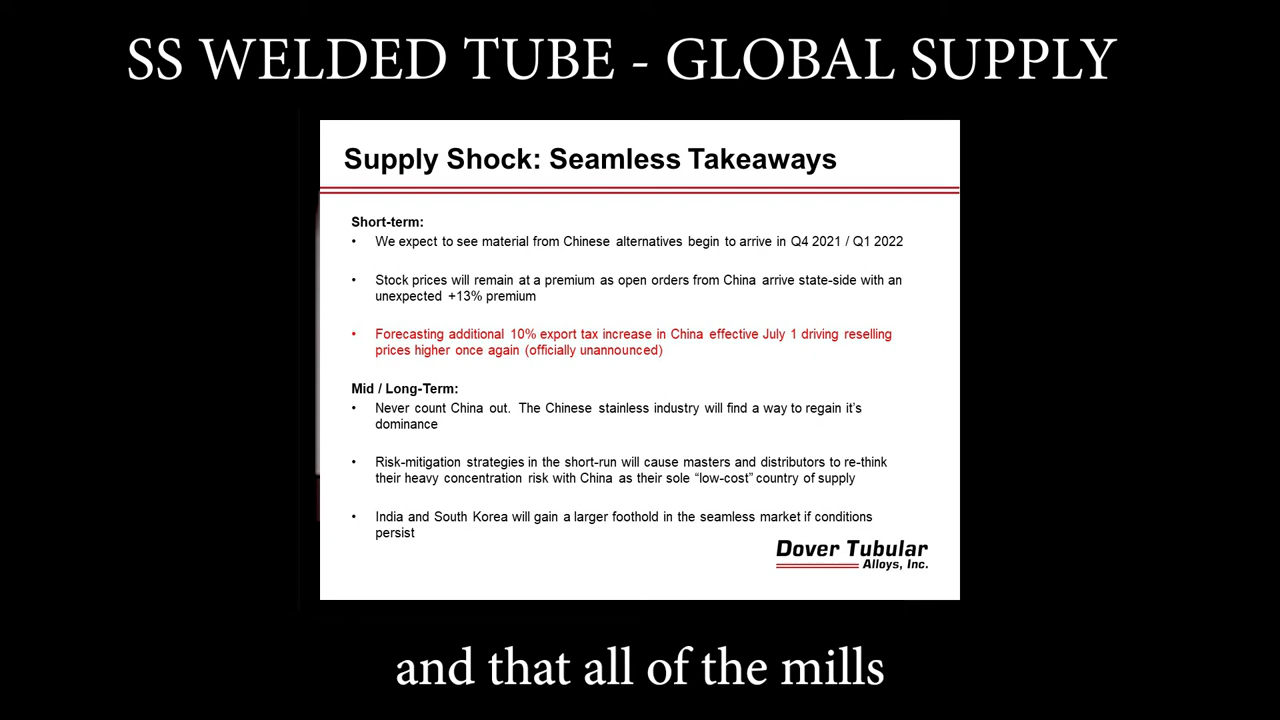 SS WELDED TUBE - GLOBAL SUPPLY
Supply Shock: Seamless Takeaways
Short-term:
• We expect to see material from Chinese alternatives begin to arrive in Q4 2021 / Q1 2022
• Stock prices will remain at a premium as open orders from China arrive state-side with an
unexpected +13% premium
• Forecasting additional 10% export tax increase in China effective July 1 driving reselling
prices higher once again (officially unannounced)
Mid / Long-Term:
• Never count China out. The Chinese stainless industry will find a way to regain it's
dominance
• Risk-mitigation strategies in the short-run will cause masters and distributors to re-think
their heavy concentration risk with China as their sole “low-cost” country of supply
• India and South Korea will gain a larger foothold in the seamless market if conditions
persist
Dover Tubular
Alloys, Inc.
and that all of the mills